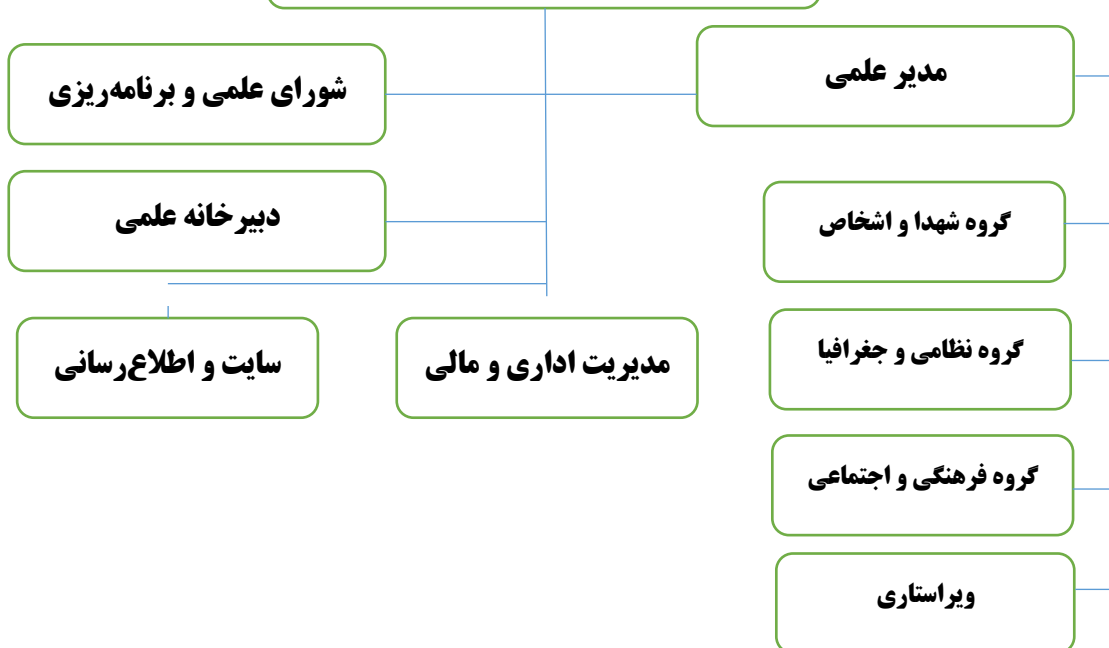 مدیر علمی
شورای علمی و برنامه‌ریزی
دبیرخانه علمی
گروه شهدا و اشخاص
گروه نظامی و جغرافیا
مدیریت اداری و مالی
سایت و اطلاع‌رسانی
گروه فرهنگی و اجتماعی
ویراستاری